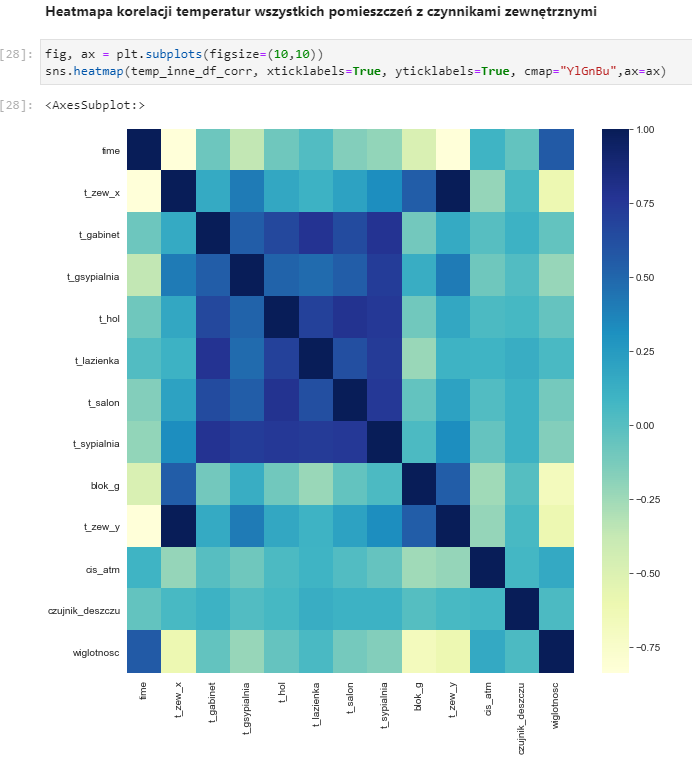 Heatmapa korelacji temperatur wszystkich pomieszczeń z czynnikami zewnętrznymi
[28]: fig, ax = plt.subplots(figsize=(10,10))
sns.heatmap(temp_inne_df_corr, xticklabels=True, yticklabels=True, cmap="YlGnBu",ax=ax)
[28]: <AxesSubplot:>
time
t_zew_x
t_gabinet
t_gsypialnia
t_hol
t_lazienka
t_salon
t_sypialnia
blok_g
t_zew_y
cis_atm
czujnik_deszczu
wiglotnosc
time
t_zew_x
t_gabinet
t_gsypialnia
t_hol
t_lazienka
t_salon
t_sypialnia
blok_g
t_zew_y
cis_atm
czujnik_deszczu
wiglotnosc
1.00
0.75
0.50
0.25
0.00
−0.25
−0.50
−0.75